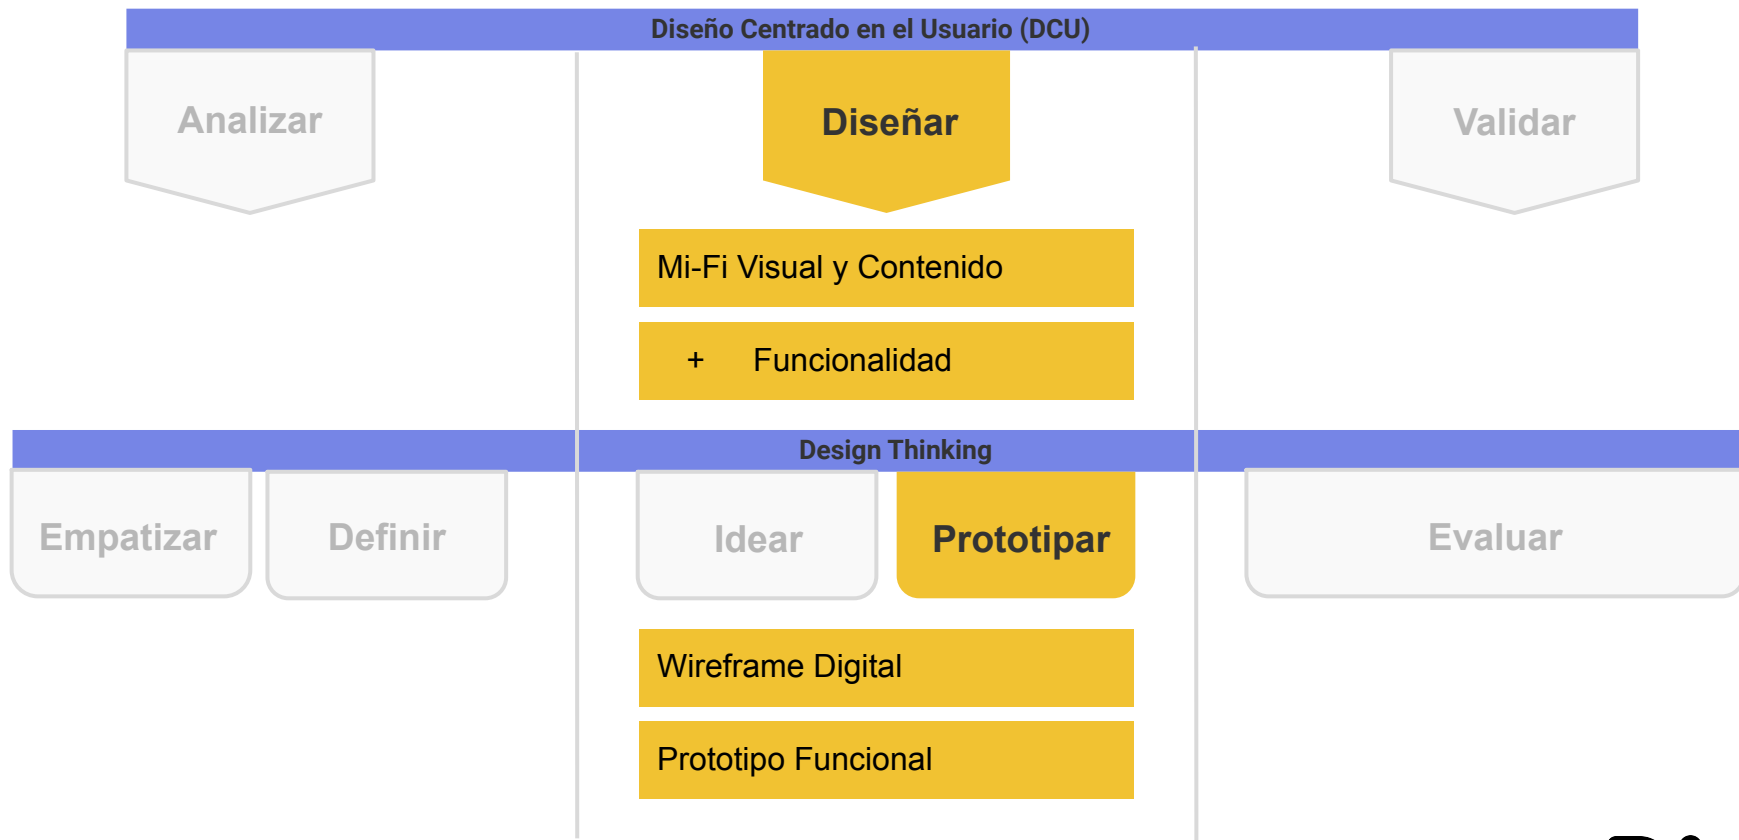 Diseño Centrado en el Usuario (DCU)
Analizar
Diseñar
Validar
Mi-Fi Visual y Contenido
+ Funcionalidad
Design Thinking
Empatizar
Definir
Idear
Prototipar
Evaluar
Wireframe Digital
Prototipo Funcional